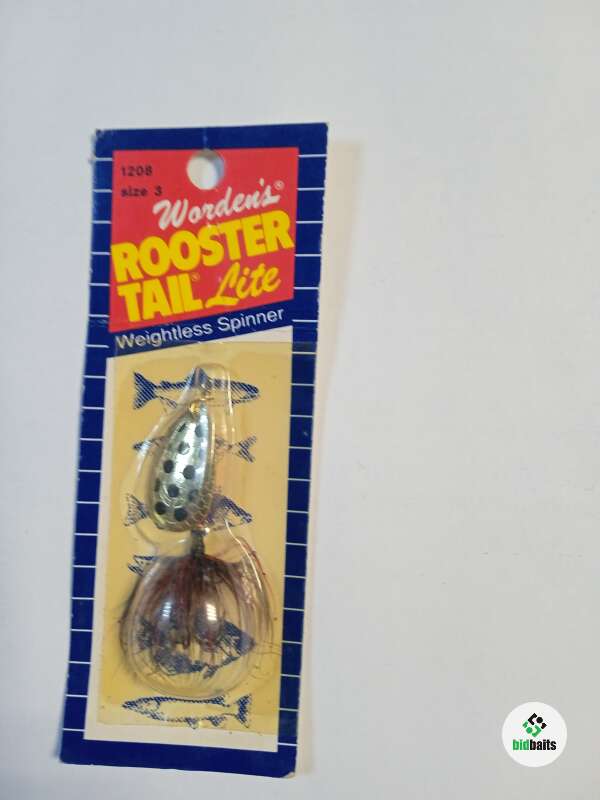 1208
size 3
Worden's®
ROOSTER
TAIL® Lite
Weightless Spinner
bidbaits